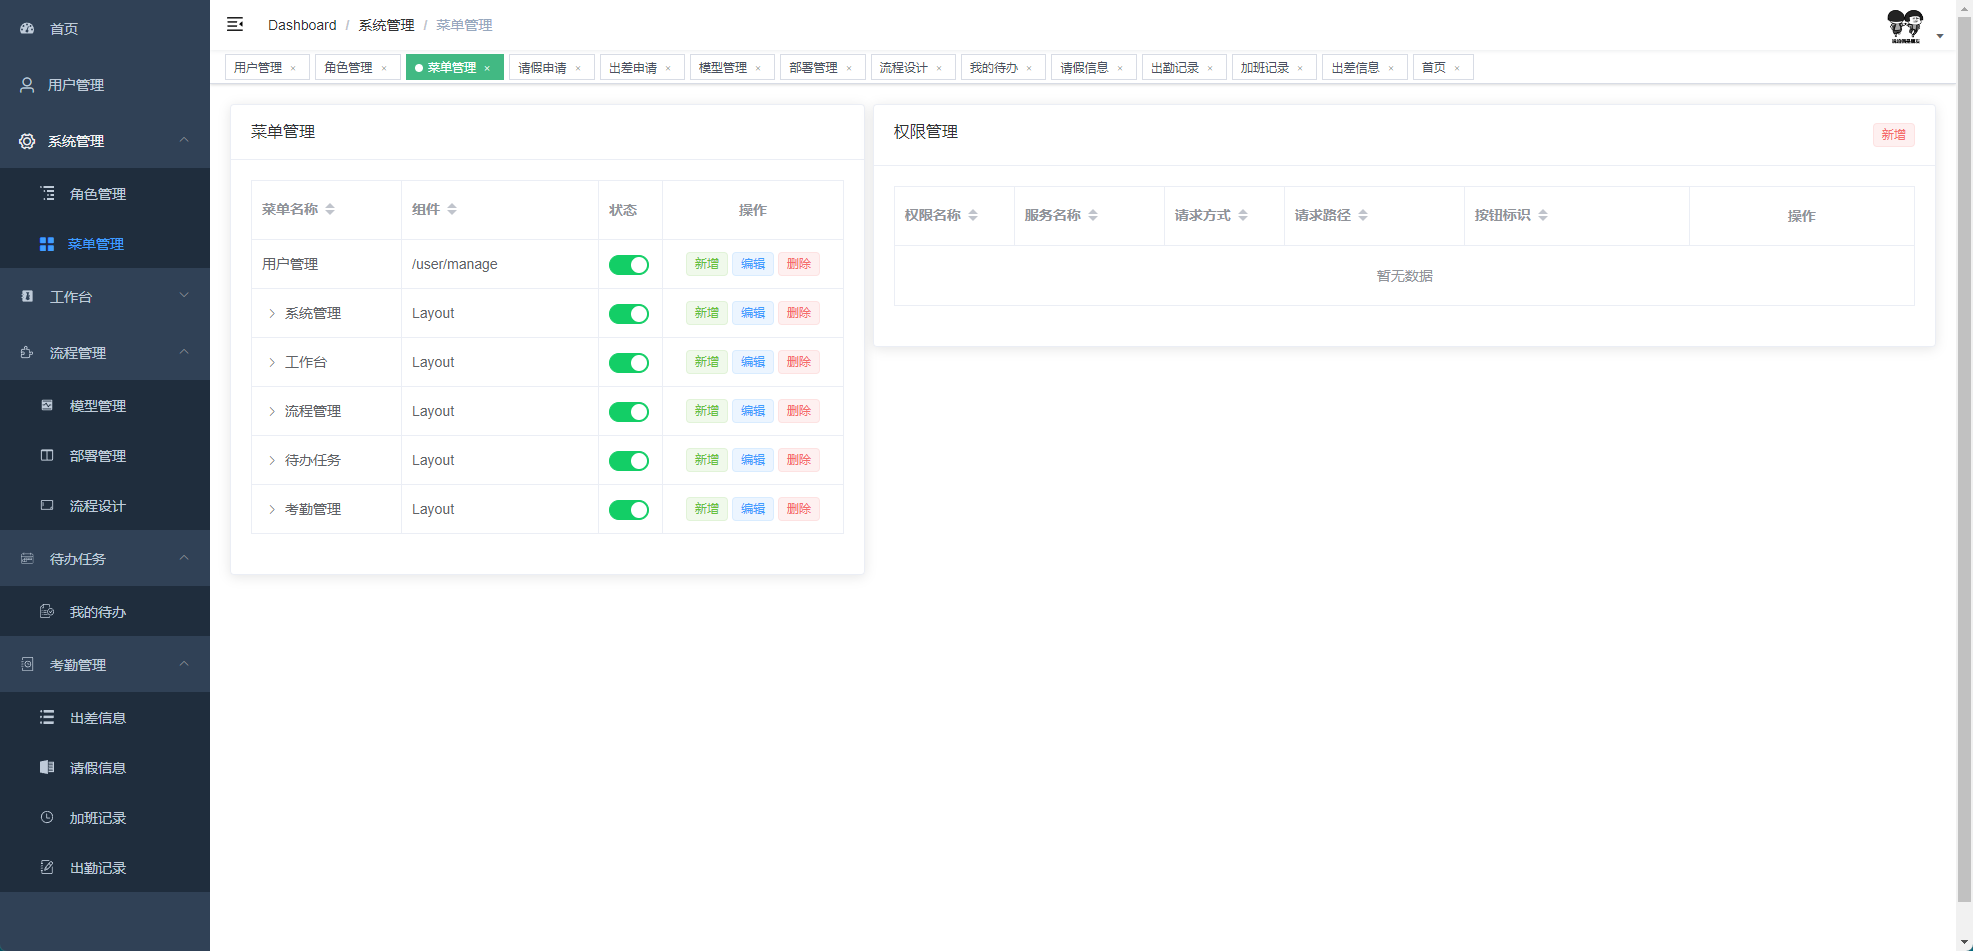 首页
用户管理
系统管理
角色管理
菜单管理
工作台
流程管理
模型管理
部署管理
流程设计
待办任务
我的待办
考勤管理
出差信息
请假信息
加班记录
出勤记录
Dashboard / 系统管理 / 菜单管理
用户管理 × 角色管理 × 菜单管理 × 请假申请 × 出差申请 × 模型管理 × 部署管理 × 流程设计 × 我的待办 × 请假信息 × 出勤记录 × 加班记录 × 出差信息 × 首页 ×
菜单管理
菜单名称 组件 状态 操作
用户管理 /user/manage 新增 编辑 删除
系统管理 Layout 新增 编辑 删除
工作台 Layout 新增 编辑 删除
流程管理 Layout 新增 编辑 删除
待办任务 Layout 新增 编辑 删除
考勤管理 Layout 新增 编辑 删除
权限管理 新增
权限名称 服务名称 请求方式 请求路径 按钮标识 操作
暂无数据